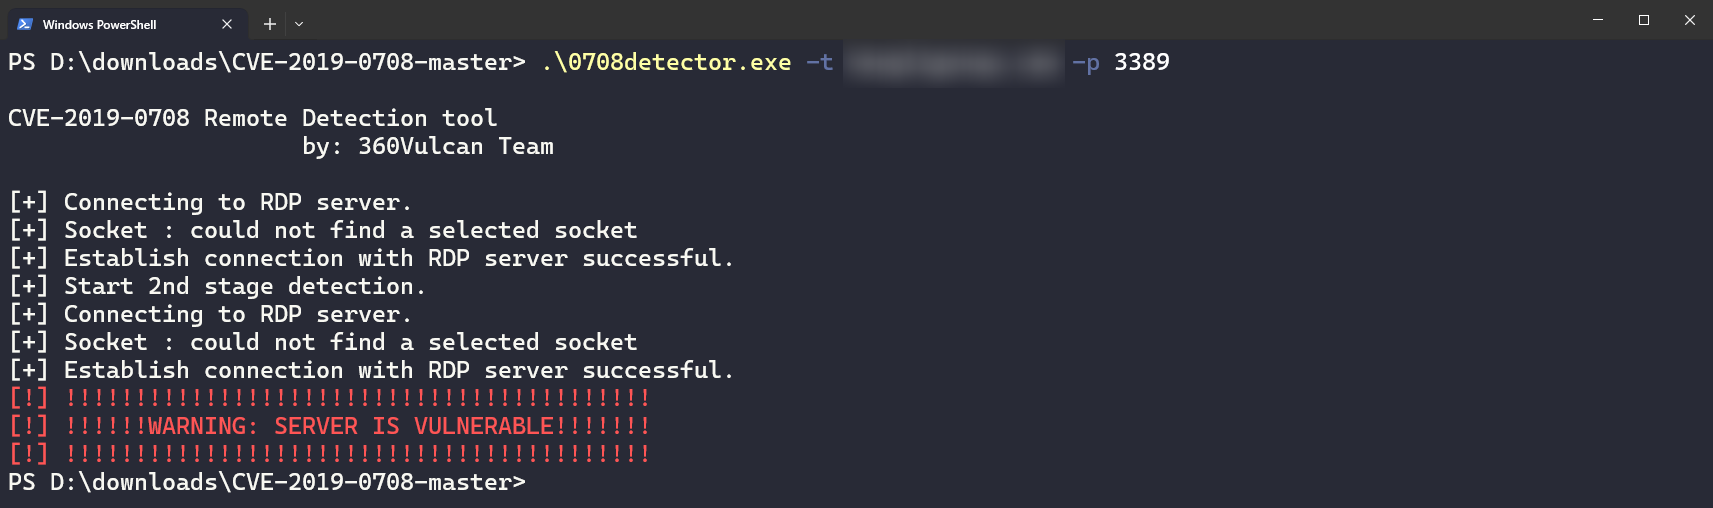 Windows PowerShell
PS D:\downloads\CVE-2019-0708-master> .\0708detector.exe -t -p 3389
CVE-2019-0708 Remote Detection tool
by: 360Vulcan Team
[+] Connecting to RDP server.
[+] Socket : could not find a selected socket
[+] Establish connection with RDP server successful.
[+] Start 2nd stage detection.
[+] Connecting to RDP server.
[+] Socket : could not find a selected socket
[+] Establish connection with RDP server successful.
[!] !!!!!!!!!!!!!!!!!!!!!!!!!!!!!!!!!!!!!!!!!!
[!] !!!!!!WARNING: SERVER IS VULNERABLE!!!!!!!
[!] !!!!!!!!!!!!!!!!!!!!!!!!!!!!!!!!!!!!!!!!!!
PS D:\downloads\CVE-2019-0708-master>